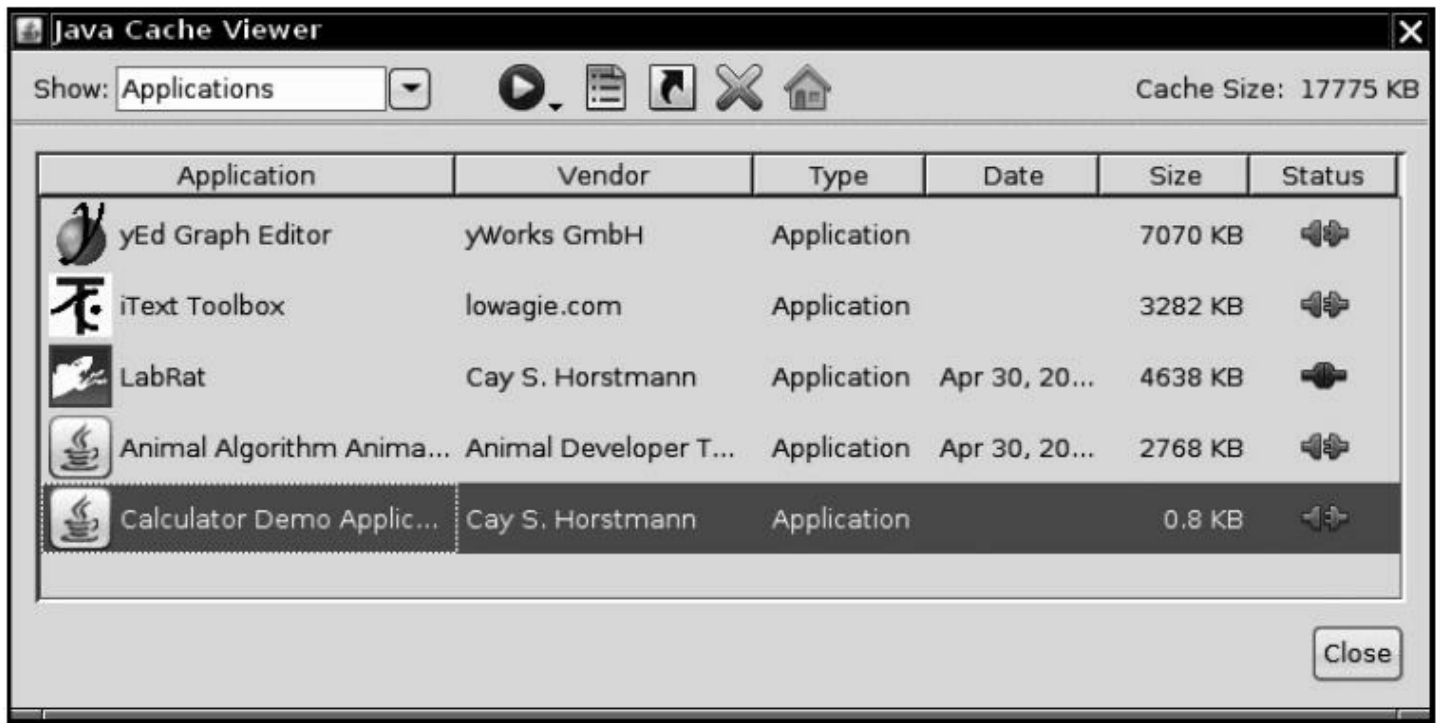 Java Cache Viewer
Show: Applications Cache Size: 17775 KB
Application Vendor Type Date Size Status
yEd Graph Editor yWorks GmbH Application 7070 KB
iText Toolbox lowagie.com Application 3282 KB
LabRat Cay S. Horstmann Application Apr 30, 20... 4638 KB
Animal Algorithm Anima... Animal Developer T... Application Apr 30, 20... 2768 KB
Calculator Demo Applic... Cay S. Horstmann Application 0.8 KB
Close